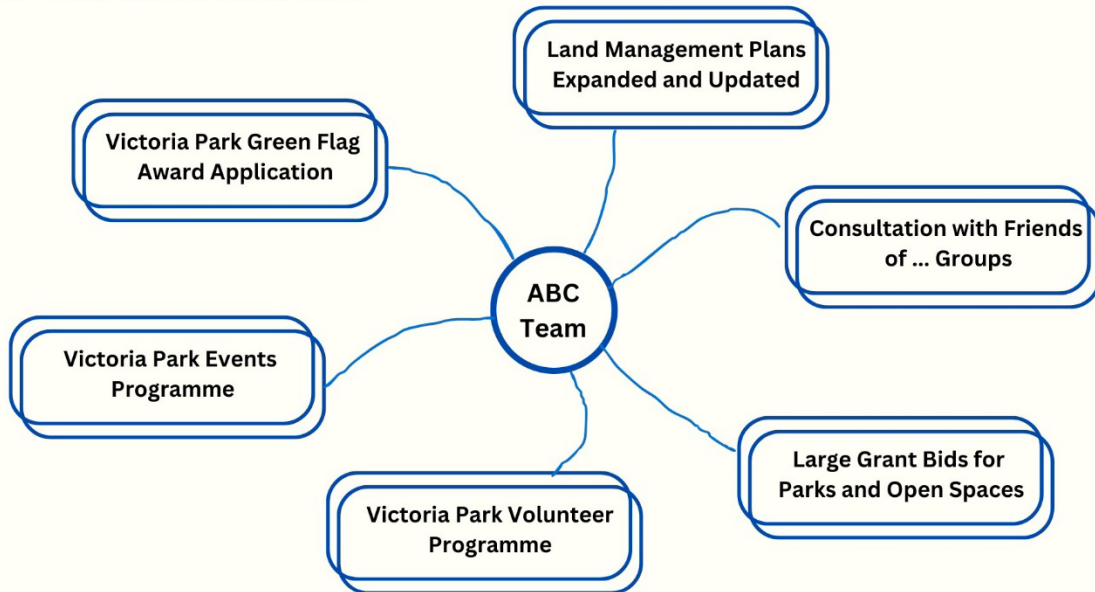 Land Management Plans
Expanded and Updated
Victoria Park Green Flag
Award Application
Consultation with Friends
of ... Groups
ABC
Team
Victoria Park Events
Programme
Large Grant Bids for
Parks and Open Spaces
Victoria Park Volunteer
Programme